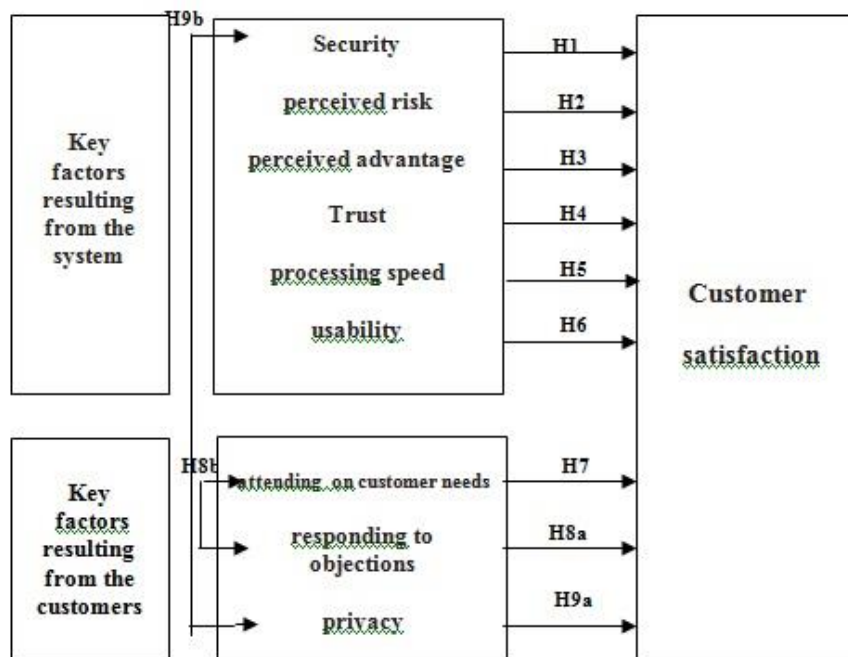 H9b
Key
factors
resulting
from the
system
Security
perceived risk
perceived advantage
Trust
processing speed
usability
H1
H2
H3
H4
H5
H6
Customer
satisfaction
Key
factors
resulting
from the
customers
H8b
attending on customer needs
responding to
objections
privacy
H7
H8a
H9a